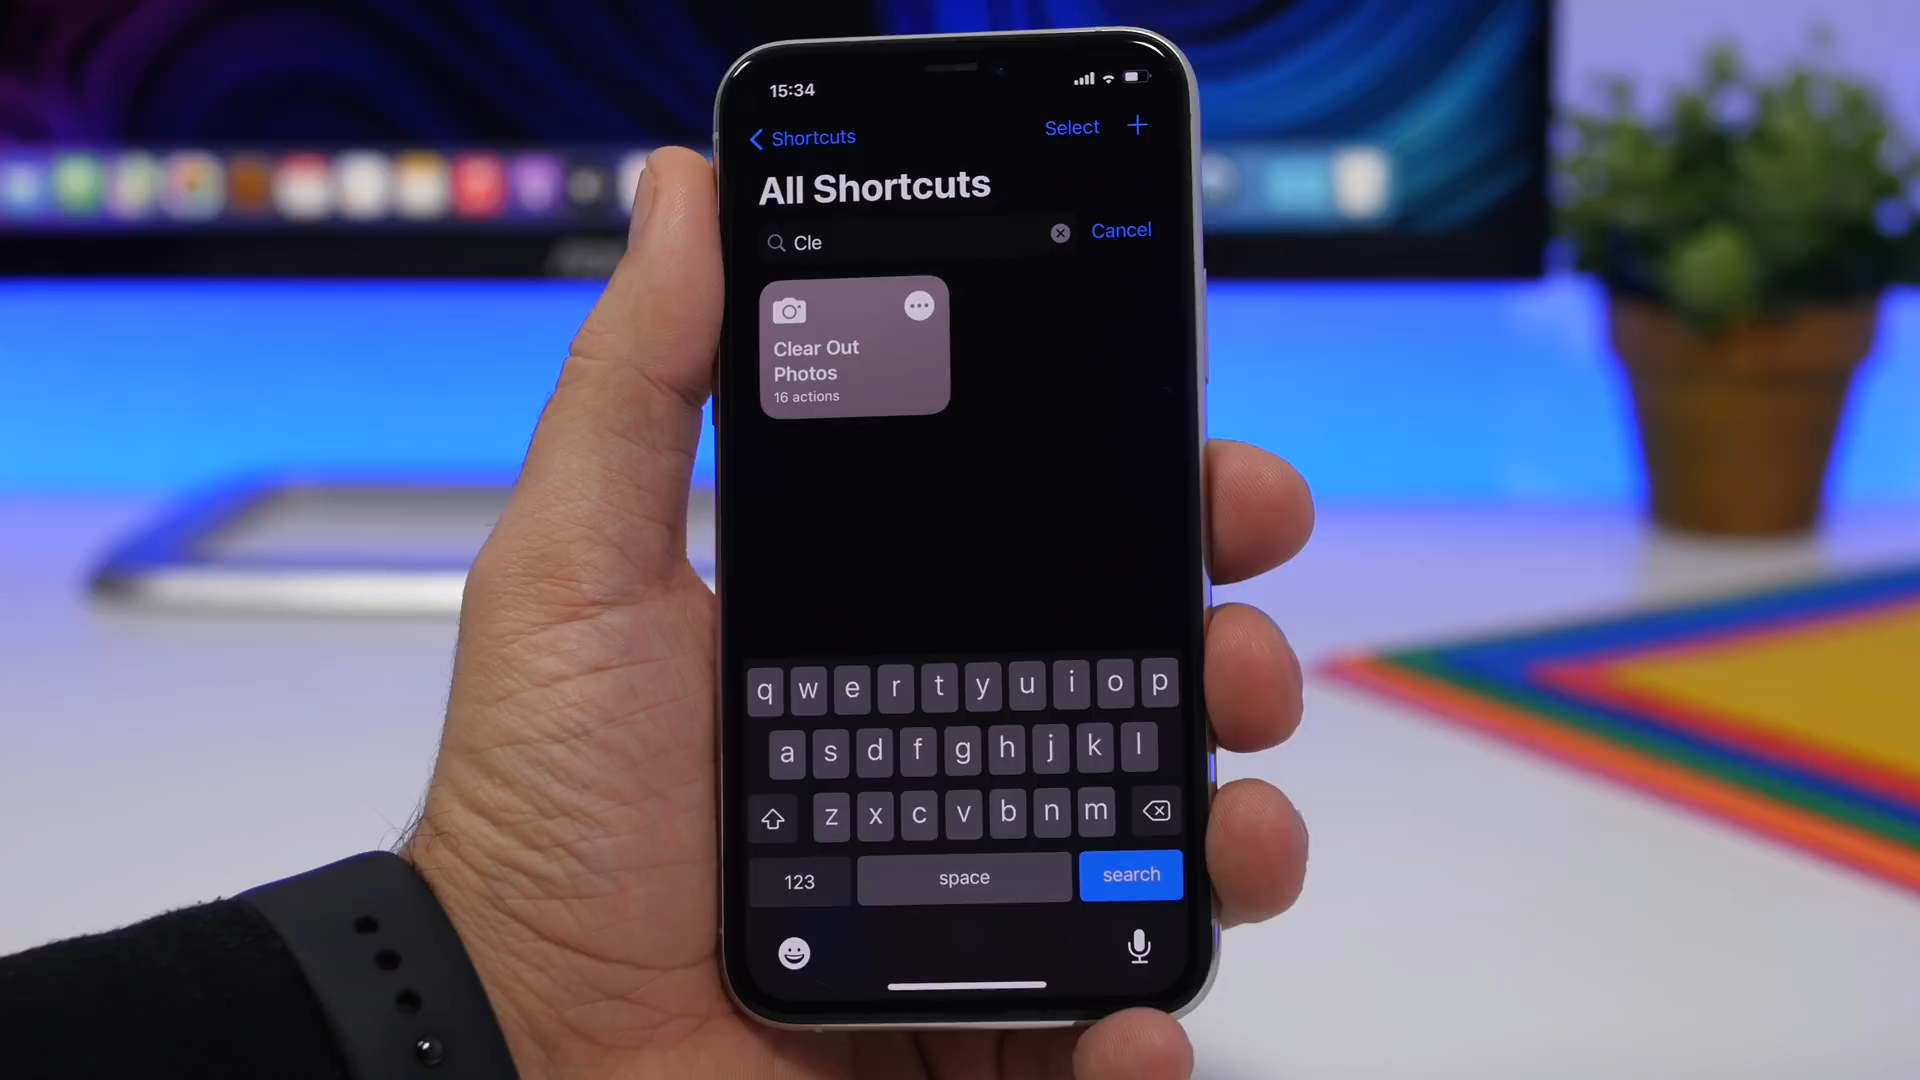 15:34
Shortcuts
Select
All Shortcuts
Cle
Cancel
Clear Out
Photos
16 actions
q w e r t y u i o p
a s d f g h j k l
z x c v b n m
123
space
search